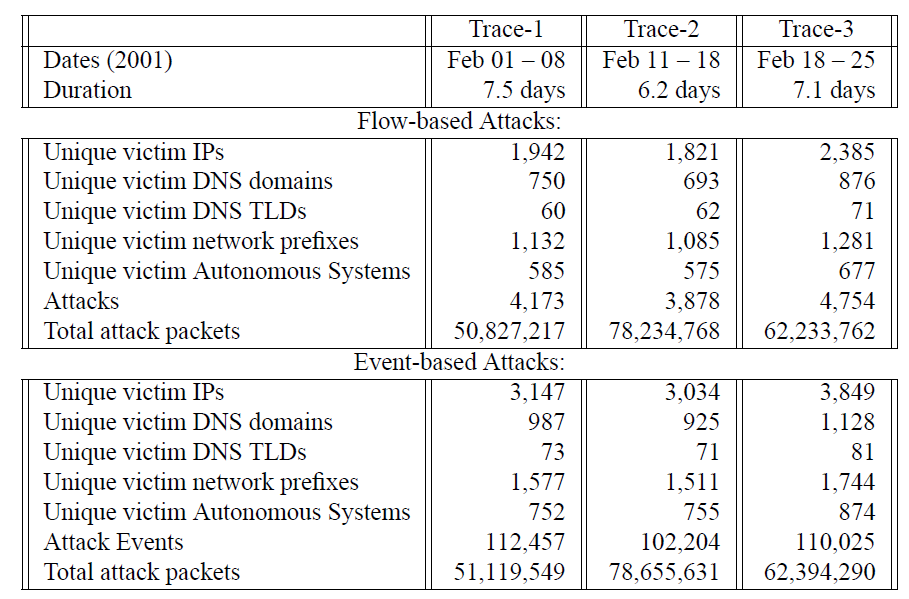 Trace-1 Trace-2 Trace-3
Dates (2001) Feb 01 – 08 Feb 11 – 18 Feb 18 – 25
Duration 7.5 days 6.2 days 7.1 days
Flow-based Attacks:
Unique victim IPs 1,942 1,821 2,385
Unique victim DNS domains 750 693 876
Unique victim DNS TLDs 60 62 71
Unique victim network prefixes 1,132 1,085 1,281
Unique victim Autonomous Systems 585 575 677
Attacks 4,173 3,878 4,754
Total attack packets 50,827,217 78,234,768 62,233,762
Event-based Attacks:
Unique victim IPs 3,147 3,034 3,849
Unique victim DNS domains 987 925 1,128
Unique victim DNS TLDs 73 71 81
Unique victim network prefixes 1,577 1,511 1,744
Unique victim Autonomous Systems 752 755 874
Attack Events 112,457 102,204 110,025
Total attack packets 51,119,549 78,655,631 62,394,290